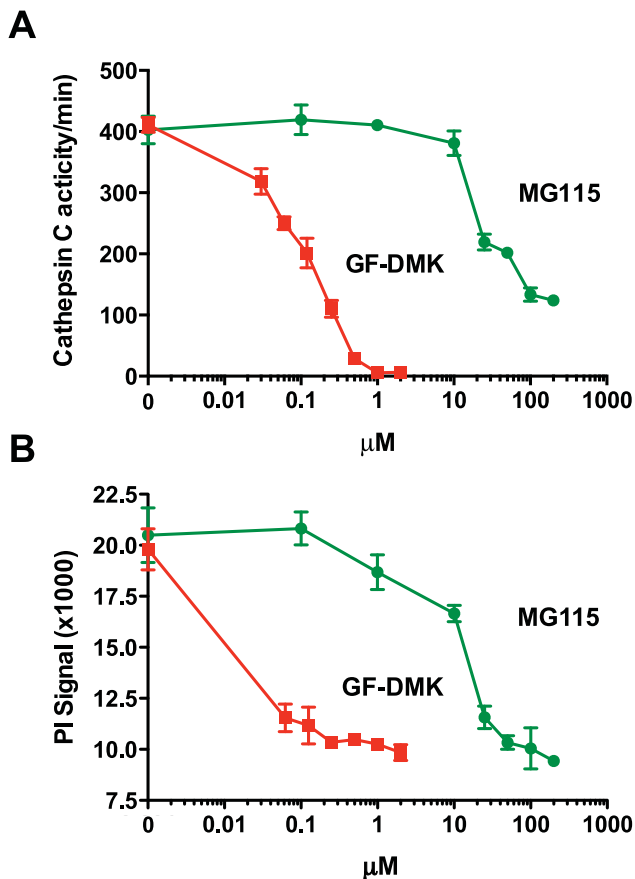 A
Cathepsin C acticity/min
500
400
300
200
100
0
MG115
GF-DMK
0 0.01 0.1 1 10 100 1000
μM
B
PI Signal (x1000)
22.5
20.0
17.5
15.0
12.5
10.0
7.5
MG115
GF-DMK
0 0.01 0.1 1 10 100 1000
μM